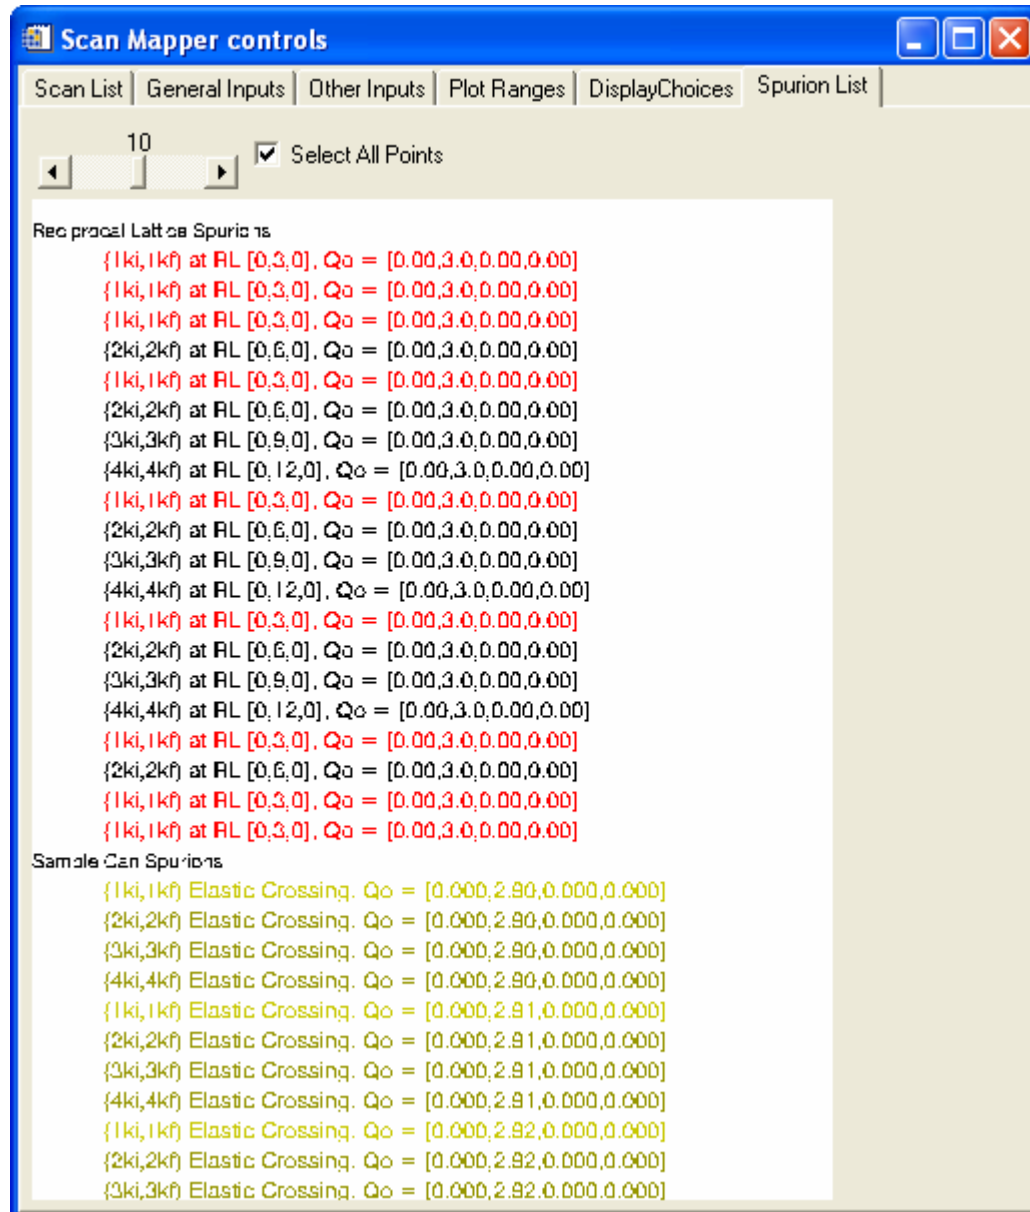 Scan Mapper controls
Scan List General Inputs Other Inputs Plot Ranges DisplayChoices Spurion List
10
Select All Points
Reciprocal Lattice Spurions
(1ki,1kf) at RL [0,3,0], Qo = [0.00,3.0,0.00,0.00]
(1ki,1kf) at RL [0,3,0], Qo = [0.00,3.0,0.00,0.00]
(1ki,1kf) at RL [0,3,0], Qo = [0.00,3.0,0.00,0.00]
(2ki,2kf) at RL [0,6,0], Qo = [0.00,3.0,0.00,0.00]
(1ki,1kf) at RL [0,3,0], Qo = [0.00,3.0,0.00,0.00]
(2ki,2kf) at RL [0,6,0], Qo = [0.00,3.0,0.00,0.00]
(3ki,3kf) at RL [0,9,0], Qo = [0.00,3.0,0.00,0.00]
(4ki,4kf) at RL [0,12,0], Qo = [0.00,3.0,0.00,0.00]
(1ki,1kf) at RL [0,3,0], Qo = [0.00,3.0,0.00,0.00]
(2ki,2kf) at RL [0,6,0], Qo = [0.00,3.0,0.00,0.00]
(3ki,3kf) at RL [0,9,0], Qo = [0.00,3.0,0.00,0.00]
(4ki,4kf) at RL [0,12,0], Qo = [0.00,3.0,0.00,0.00]
(1ki,1kf) at RL [0,3,0], Qo = [0.00,3.0,0.00,0.00]
(2ki,2kf) at RL [0,6,0], Qo = [0.00,3.0,0.00,0.00]
(3ki,3kf) at RL [0,9,0], Qo = [0.00,3.0,0.00,0.00]
(4ki,4kf) at RL [0,12,0], Qo = [0.00,3.0,0.00,0.00]
(1ki,1kf) at RL [0,3,0], Qo = [0.00,3.0,0.00,0.00]
(2ki,2kf) at RL [0,6,0], Qo = [0.00,3.0,0.00,0.00]
(1ki,1kf) at RL [0,3,0], Qo = [0.00,3.0,0.00,0.00]
(1ki,1kf) at RL [0,3,0], Qo = [0.00,3.0,0.00,0.00]
Sample Can Spurions
(1ki,1kf) Elastic Crossing. Qo = [0.000,2.90,0.000,0.000]
(2ki,2kf) Elastic Crossing. Qo = [0.000,2.90,0.000,0.000]
(3ki,3kf) Elastic Crossing. Qo = [0.000,2.90,0.000,0.000]
(4ki,4kf) Elastic Crossing. Qo = [0.000,2.90,0.000,0.000]
(1ki,1kf) Elastic Crossing. Qo = [0.000,2.91,0.000,0.000]
(2ki,2kf) Elastic Crossing. Qo = [0.000,2.91,0.000,0.000]
(3ki,3kf) Elastic Crossing. Qo = [0.000,2.91,0.000,0.000]
(4ki,4kf) Elastic Crossing. Qo = [0.000,2.91,0.000,0.000]
(1ki,1kf) Elastic Crossing. Qo = [0.000,2.92,0.000,0.000]
(2ki,2kf) Elastic Crossing. Qo = [0.000,2.92,0.000,0.000]
(3ki,3kf) Elastic Crossing. Qo = [0.000,2.92,0.000,0.000]